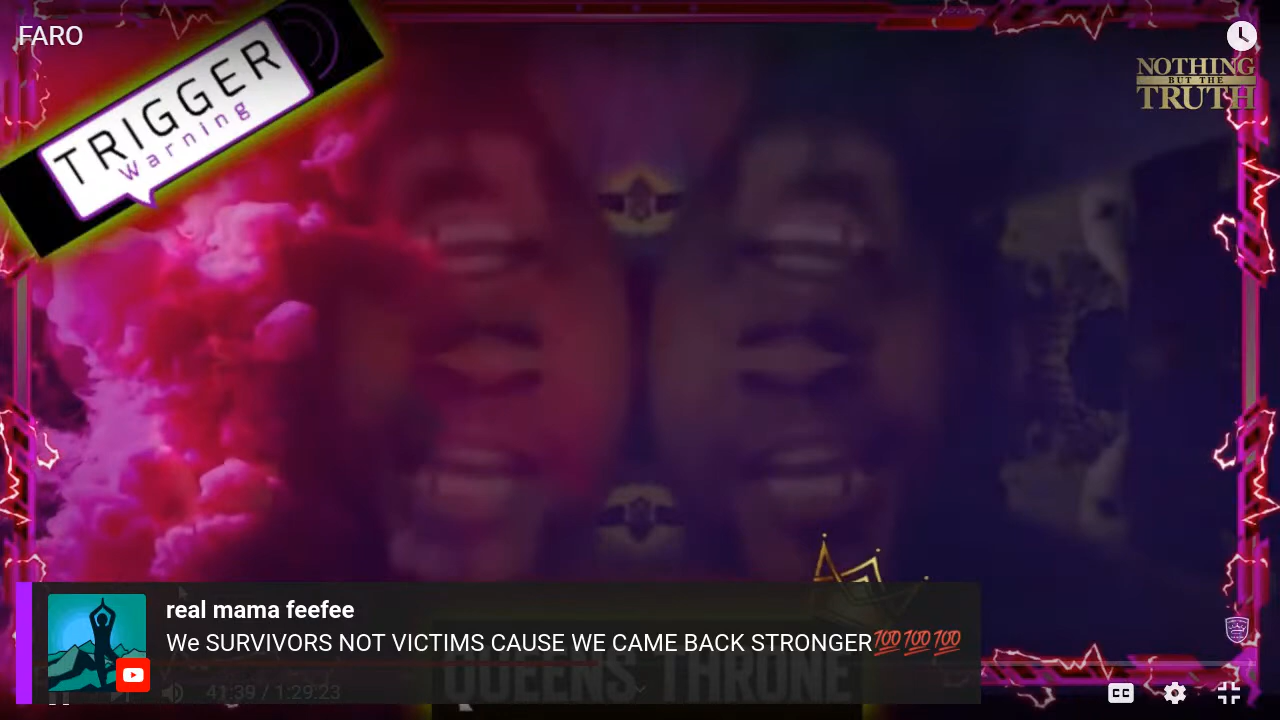 FARO
TRIGGER
Warning
NOTHING
BUT THE
TRUTH
real mama feefee
We SURVIVORS NOT VICTIMS CAUSE WE CAME BACK STRONGER💯💯💯
QUEENS THRONE
41:39 / 1:29:23
CC